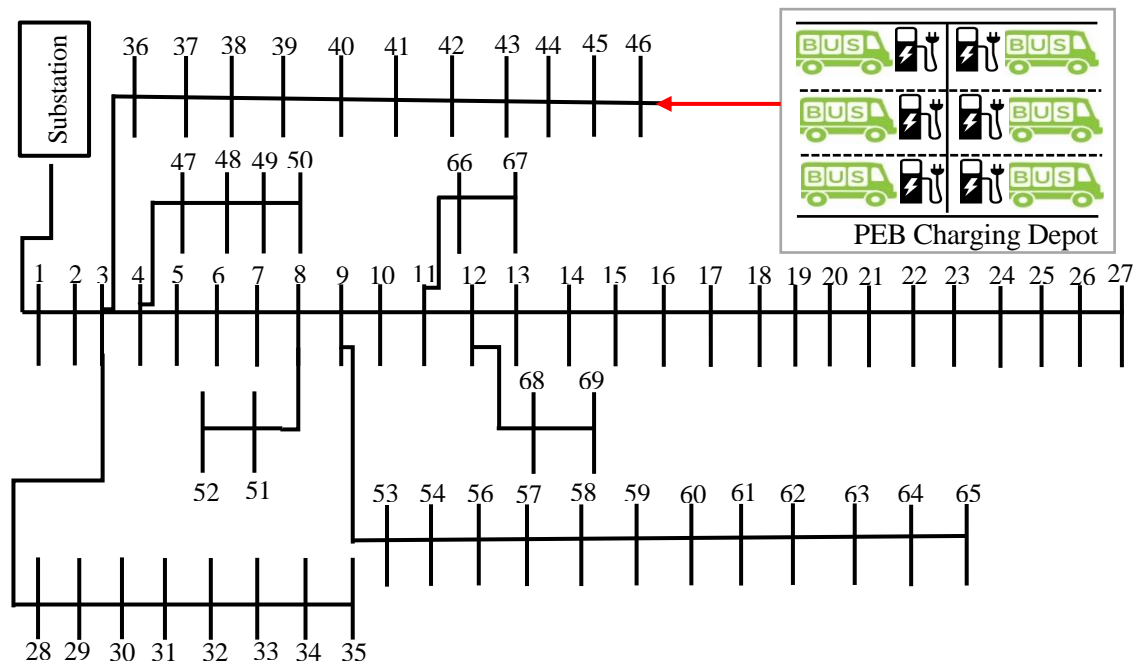 Substation
36 37 38 39 40 41 42 43 44 45 46
BUS BUS
BUS BUS
BUS BUS
PEB Charging Depot
47 48 49 50
66 67
1 2 3 4 5 6 7 8 9 10 11 12 13 14 15 16 17 18 19 20 21 22 23 24 25 26 27
68 69
52 51
53 54 56 57 58 59 60 61 62 63 64 65
28 29 30 31 32 33 34 35